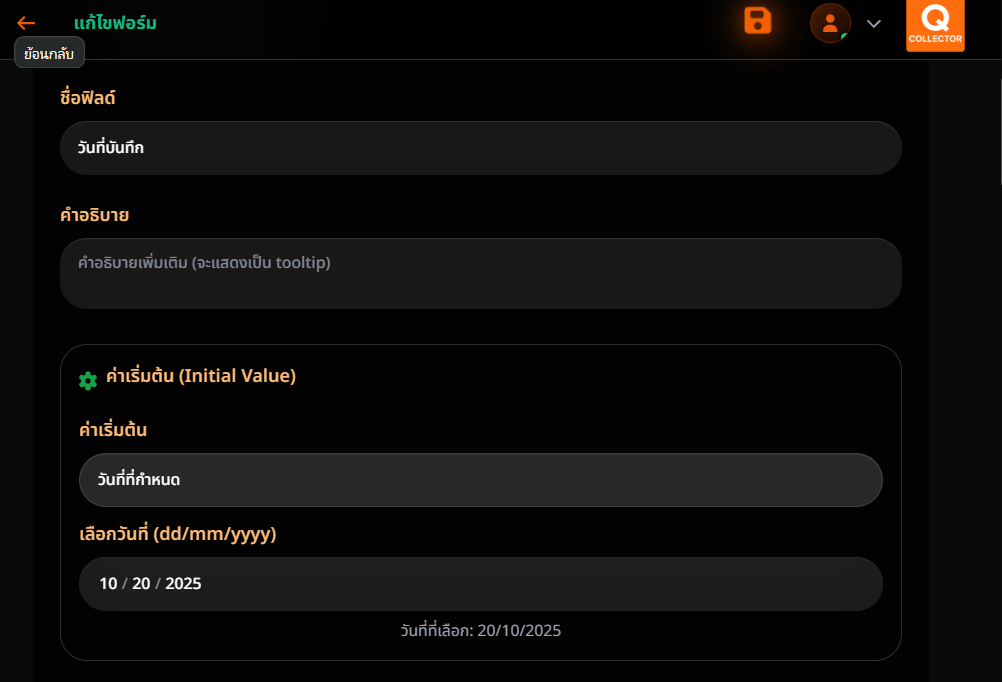 แก้ไขฟอร์ม
Q
COLLECTOR
ย้อนกลับ
ชื่อฟิลด์
วันที่บันทึก
คำอธิบาย
คำอธิบายเพิ่มเติม (จะแสดงเป็น tooltip)
ค่าเริ่มต้น (Initial Value)
ค่าเริ่มต้น
วันที่ที่กำหนด
เลือกวันที่ (dd/mm/yyyy)
10 / 20 / 2025
วันที่ที่เลือก: 20/10/2025